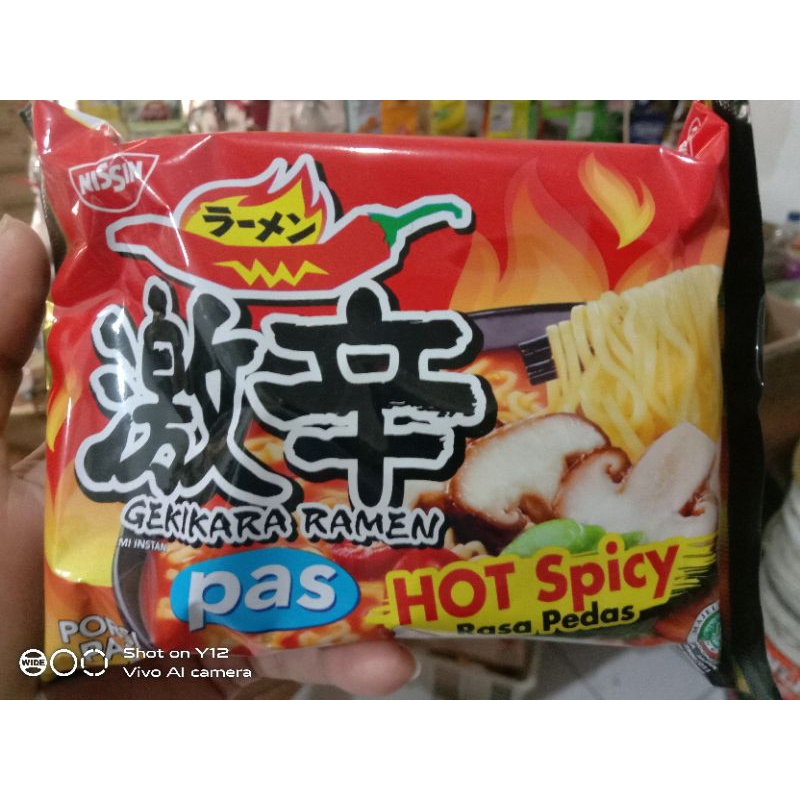 NISSIN
ラーメン
激辛
GEKIKARA RAMEN
MI INSTAN
pas
HOT Spicy
Rasa Pedas
WIDE
Shot on Y12
Vivo AI camera